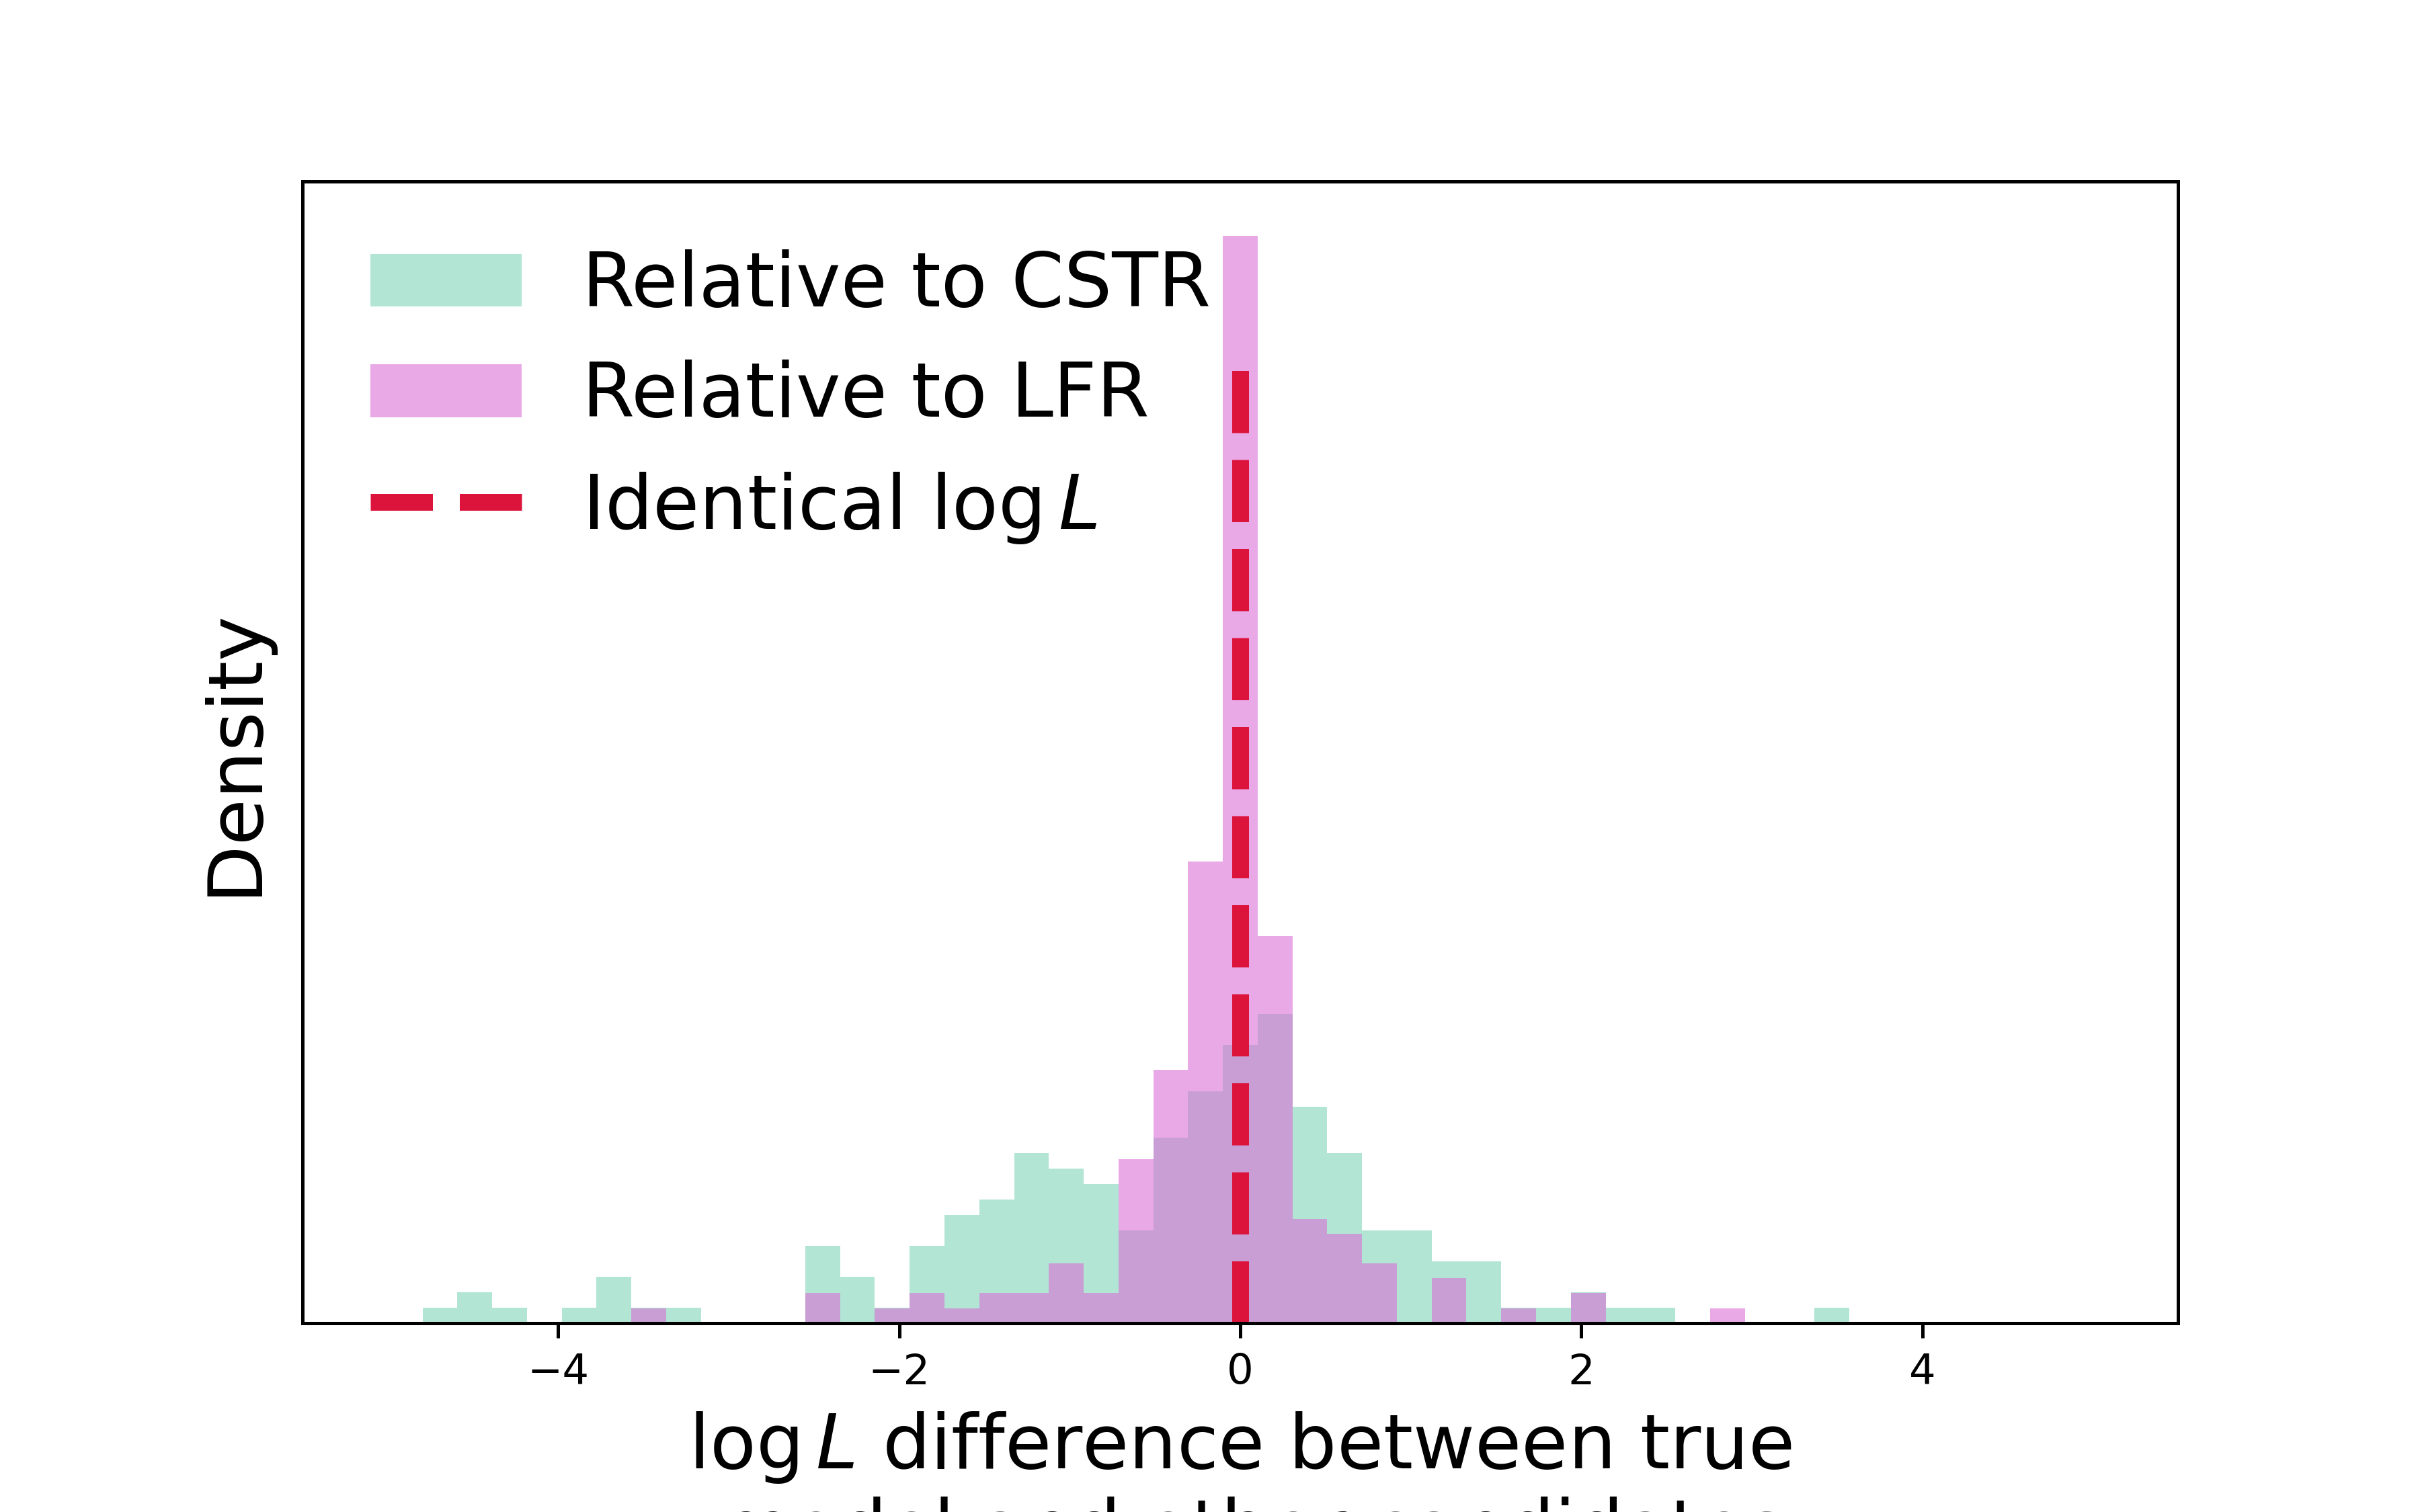 Relative to CSTR
Relative to LFR
Identical log L
Density
−4 −2 0 2 4
log L difference between true